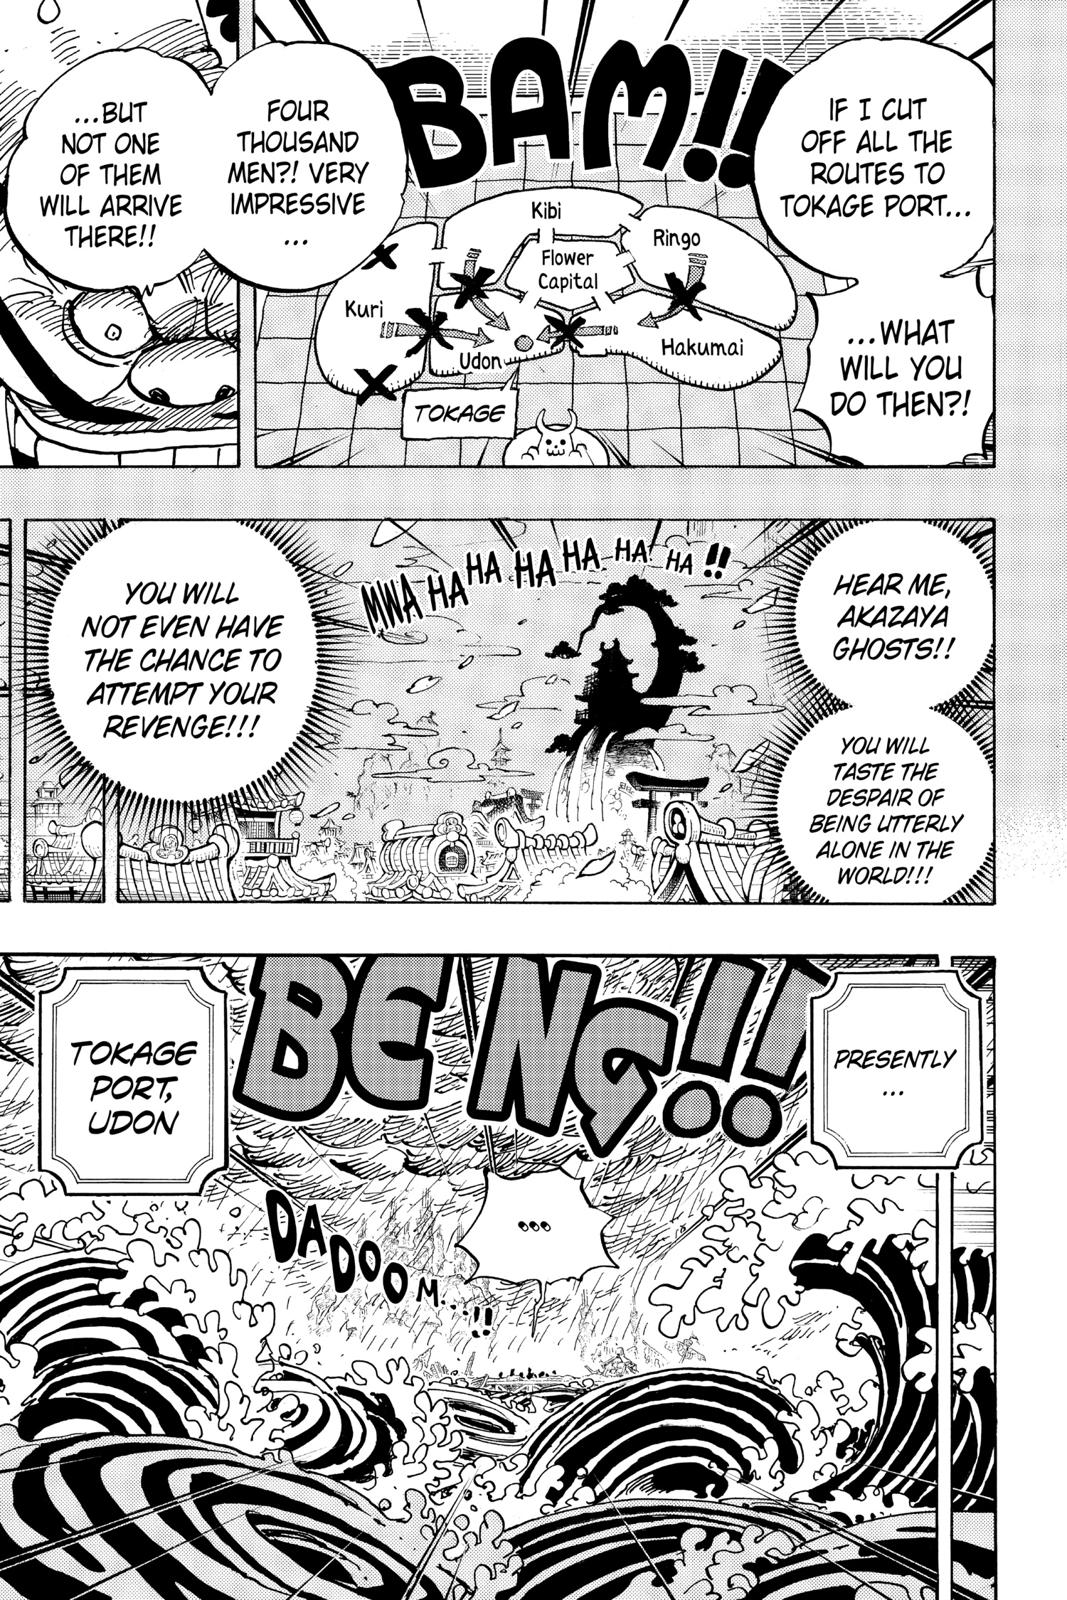 IF I CUT
OFF ALL THE
ROUTES TO
TOKAGE PORT...
...WHAT
WILL YOU
DO THEN?!
BAM!!
Kibi
Ringo
Flower
Capital
Kuri
Udon
Hakumai
TOKAGE
FOUR
THOUSAND
MEN?! VERY
IMPRESSIVE
...
...BUT
NOT ONE
OF THEM
WILL ARRIVE
THERE!!
HEAR ME,
AKAZAYA
GHOSTS!!
YOU WILL
TASTE THE
DESPAIR OF
BEING UTTERLY
ALONE IN THE
WORLD!!!
MWA HA HA HA HA HA HA!!
YOU WILL
NOT EVEN HAVE
THE CHANCE TO
ATTEMPT YOUR
REVENGE!!!
PRESENTLY
...
BENG!!
TOKAGE
PORT,
UDON
...
DADOOM...!!